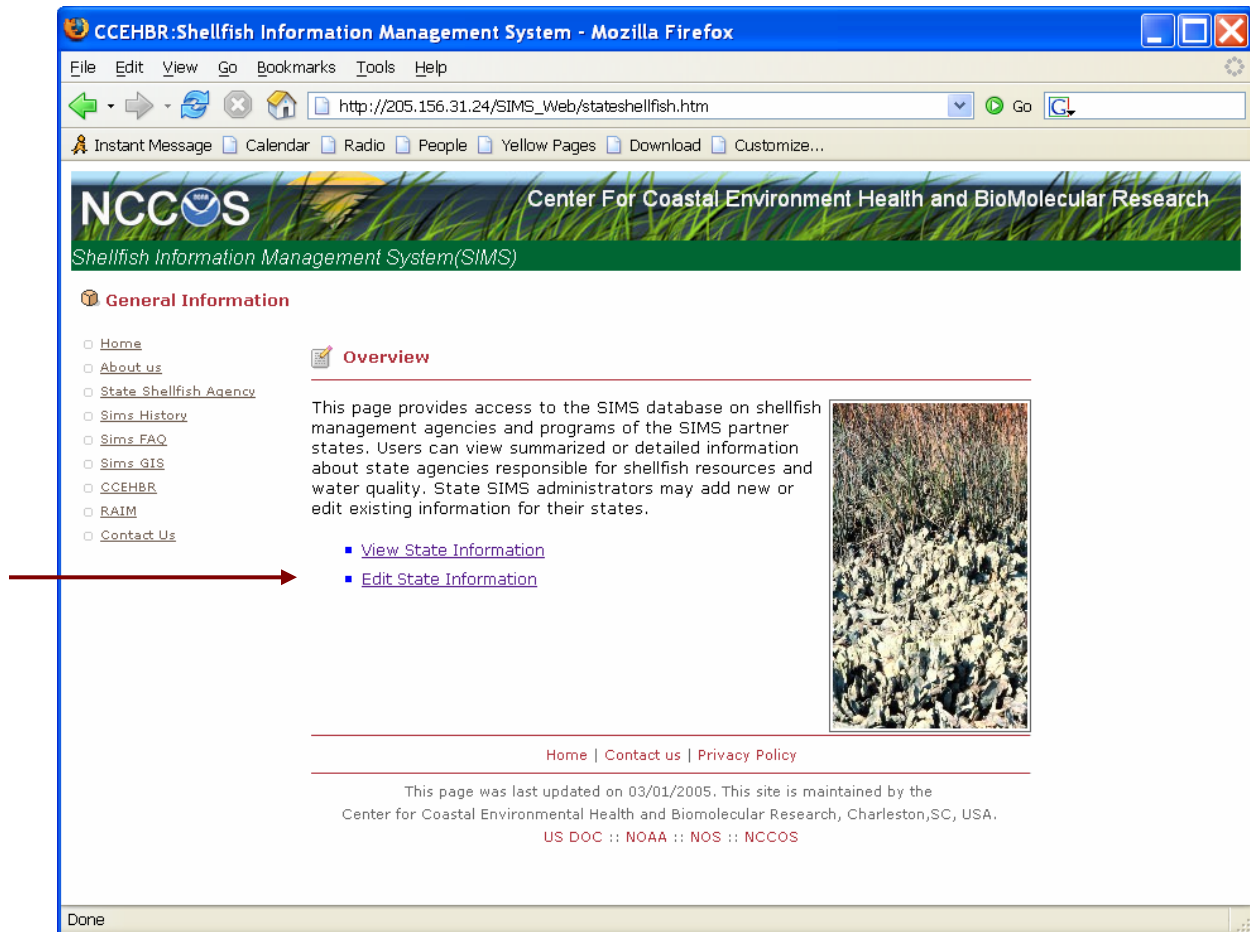 CCEHBR:Shellfish Information Management System - Mozilla Firefox
File Edit View Go Bookmarks Tools Help
http://205.156.31.24/SIMS_Web/stateshellfish.htm Go G
Instant Message Calendar Radio People Yellow Pages Download Customize...
NCCOS Center For Coastal Environment Health and BioMolecular Research
Shellfish Information Management System(SIMS)
General Information
Home
About us
State Shellfish Agency
Sims History
Sims FAQ
Sims GIS
CCEHBR
RAIM
Contact Us
Overview
This page provides access to the SIMS database on shellfish
management agencies and programs of the SIMS partner
states. Users can view summarized or detailed information
about state agencies responsible for shellfish resources and
water quality. State SIMS administrators may add new or
edit existing information for their states.
View State Information
Edit State Information
Home | Contact us | Privacy Policy
This page was last updated on 03/01/2005. This site is maintained by the
Center for Coastal Environmental Health and Biomolecular Research, Charleston,SC, USA.
US DOC :: NOAA :: NOS :: NCCOS
Done